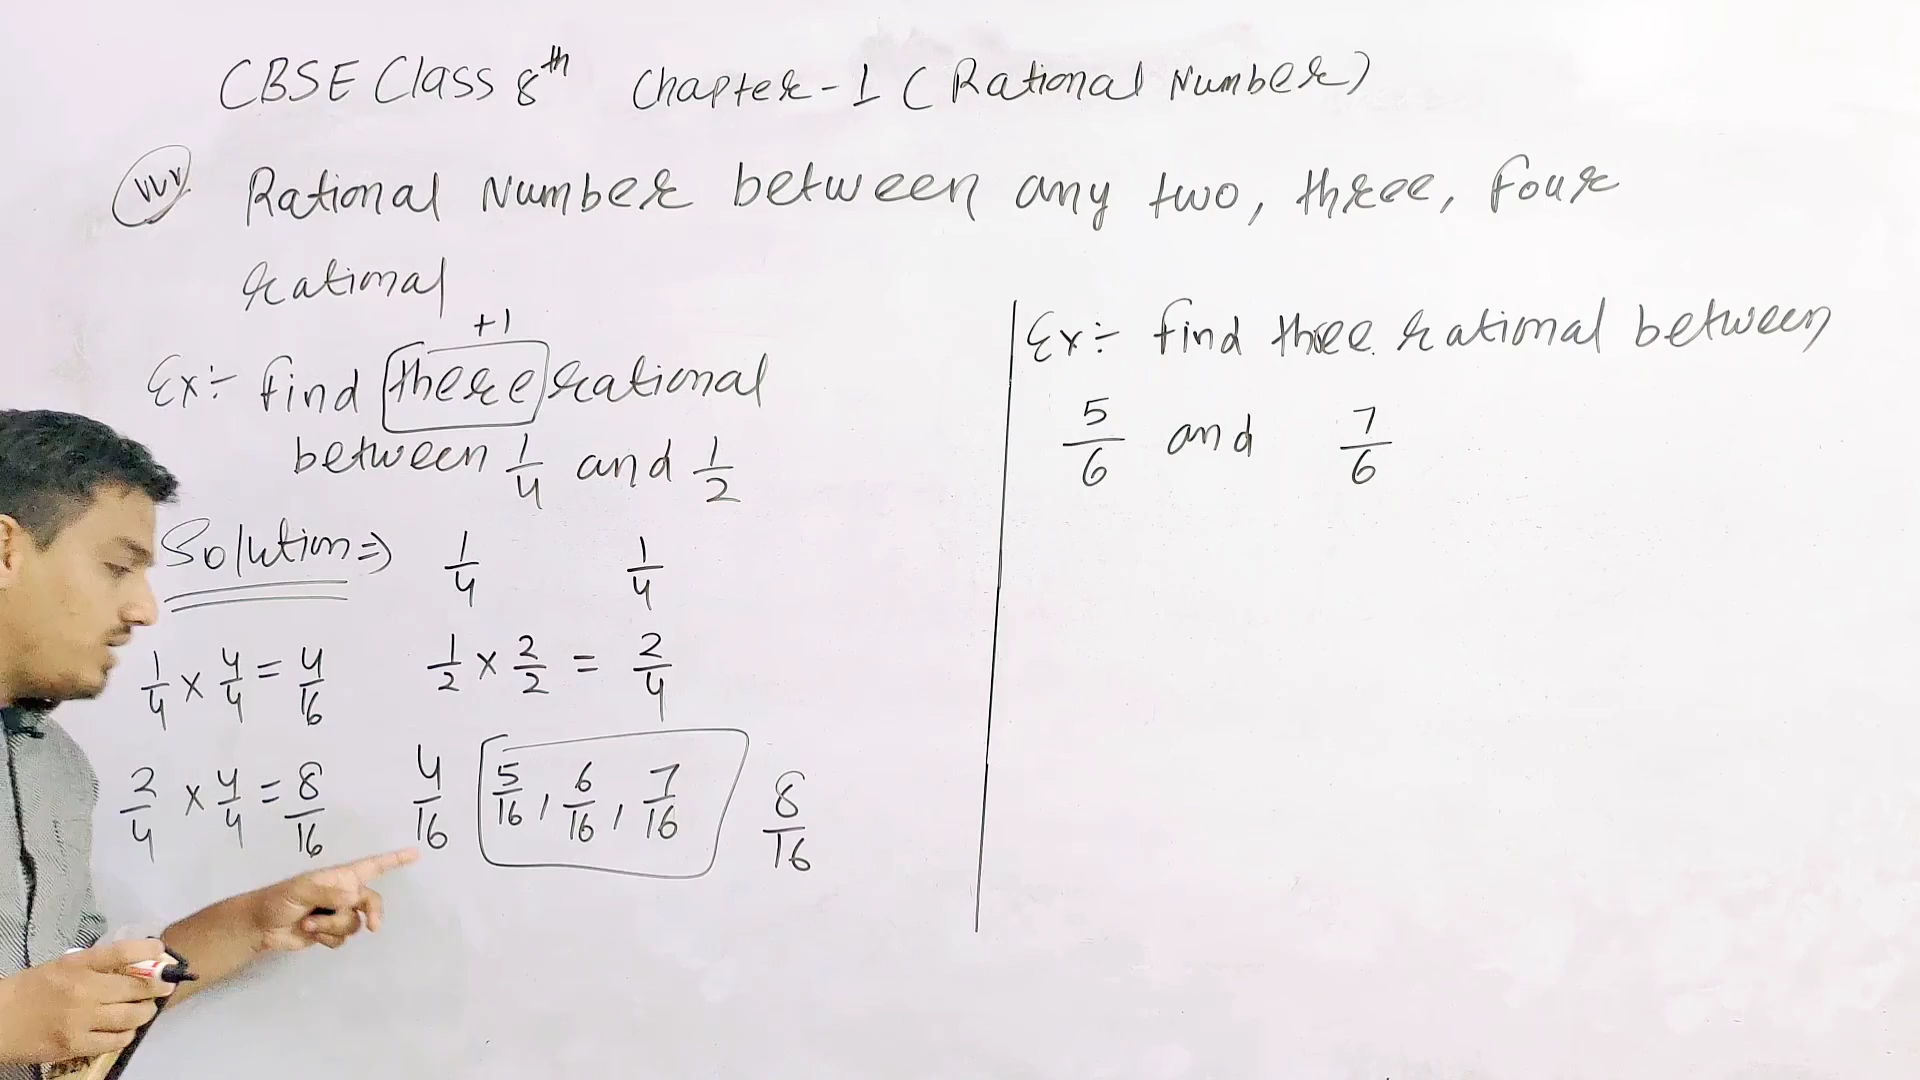 CBSE Class 8th Chapter-1 (Rational Number)
VVV Rational Number between any two, three, four
rational
+1
Ex÷ find there rational
between 1/4 and 1/2
Solution⇒ 1/4 1/4
1/4 × 4/4 = 4/16 1/2 × 2/2 = 2/4
2/4 × 4/4 = 8/16 4/16 5/16, 6/16, 7/16 8/16
Ex÷ find three rational between
5/6 and 7/6